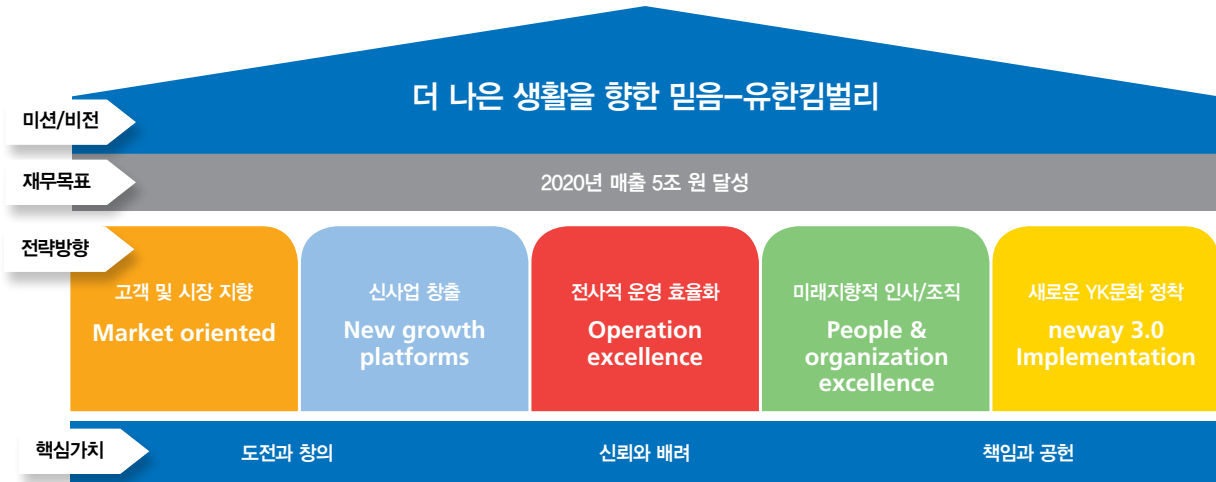 더 나은 생활을 향한 믿음–유한킴벌리
미션/비전
재무목표
2020년 매출 5조 원 달성
전략방향
고객 및 시장 지향
Market oriented
신사업 창출
New growth
platforms
전사적 운영 효율화
Operation
excellence
미래지향적 인사/조직
People &
organization
excellence
새로운 YK문화 정착
neway 3.0
Implementation
핵심가치
도전과 창의
신뢰와 배려
책임과 공헌